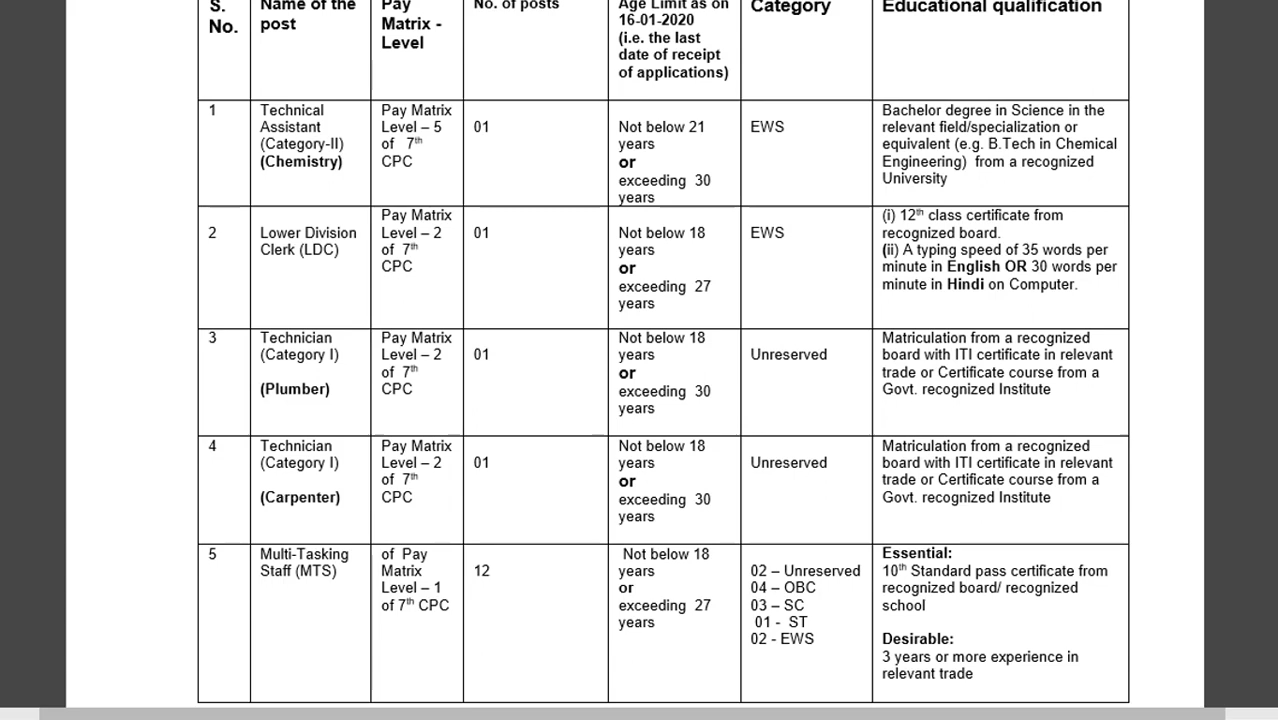 S.
No.
Name of the
post
Pay
Matrix -
Level
No. of posts
Age Limit as on
16-01-2020
(i.e. the last
date of receipt
of applications)
Category
Educational qualification
1
Technical
Assistant
(Category-II)
(Chemistry)
Pay Matrix
Level – 5
of 7th
CPC
01
Not below 21
years
or
exceeding 30
years
EWS
Bachelor degree in Science in the
relevant field/specialization or
equivalent (e.g. B.Tech in Chemical
Engineering) from a recognized
University
2
Lower Division
Clerk (LDC)
Pay Matrix
Level – 2
of 7th
CPC
01
Not below 18
years
or
exceeding 27
years
EWS
(i) 12th class certificate from
recognized board.
(ii) A typing speed of 35 words per
minute in English OR 30 words per
minute in Hindi on Computer.
3
Technician
(Category I)
(Plumber)
Pay Matrix
Level – 2
of 7th
CPC
01
Not below 18
years
or
exceeding 30
years
Unreserved
Matriculation from a recognized
board with ITI certificate in relevant
trade or Certificate course from a
Govt. recognized Institute
4
Technician
(Category I)
(Carpenter)
Pay Matrix
Level – 2
of 7th
CPC
01
Not below 18
years
or
exceeding 30
years
Unreserved
Matriculation from a recognized
board with ITI certificate in relevant
trade or Certificate course from a
Govt. recognized Institute
5
Multi-Tasking
Staff (MTS)
of Pay
Matrix
Level – 1
of 7th CPC
12
Not below 18
years
or
exceeding 27
years
02 – Unreserved
04 – OBC
03 – SC
01 - ST
02 - EWS
Essential:
10th Standard pass certificate from
recognized board/ recognized
school
Desirable:
3 years or more experience in
relevant trade